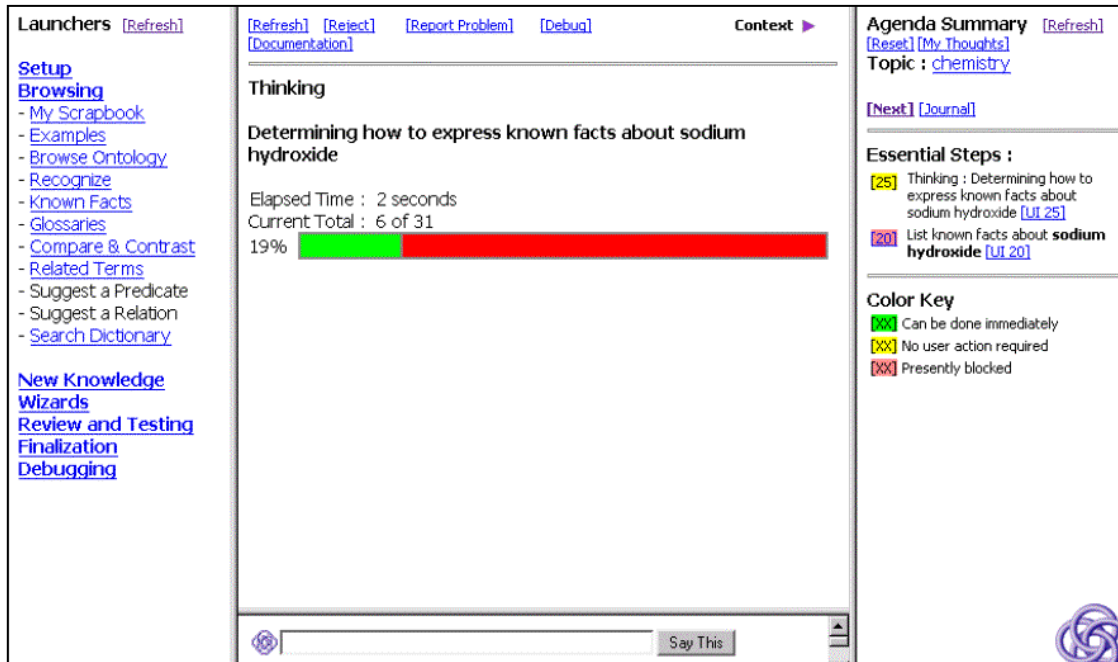 Launchers [Refresh]
Setup
Browsing
- My Scrapbook
- Examples
- Browse Ontology
- Recognize
- Known Facts
- Glossaries
- Compare & Contrast
- Related Terms
- Suggest a Predicate
- Suggest a Relation
- Search Dictionary
New Knowledge
Wizards
Review and Testing
Finalization
Debugging
[Refresh] [Reject] [Report Problem] [Debug] Context
[Documentation]
Thinking
Determining how to express known facts about sodium
hydroxide
Elapsed Time : 2 seconds
Current Total : 6 of 31
19%
Say This
Agenda Summary [Refresh]
[Reset] [My Thoughts]
Topic : chemistry
[Next] [Journal]
Essential Steps :
[25] Thinking : Determining how to
express known facts about
sodium hydroxide [UI 25]
[20] List known facts about sodium
hydroxide [UI 20]
Color Key
[XX] Can be done immediately
[XX] No user action required
[XX] Presently blocked